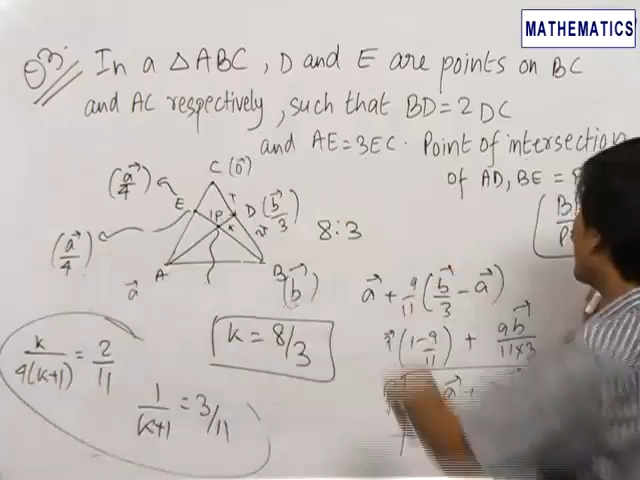 MATHEMATICS
Q3. In a △ABC, D and E are points on BC
and AC respectively, such that BD=2DC
and AE=3EC. Point of intersection
of AD, BE =
C (0⃗)
(a⃗/4)
E
P
D (b⃗/3)
8:3
(a⃗/4)
A
a⃗
B
(b⃗)
a⃗ + 9/11 (b⃗/3 - a⃗)
(1-9/11) + 9b⃗/11×3
k/4(k+1) = 2/11
k = 8/3
1/k+1 = 3/11